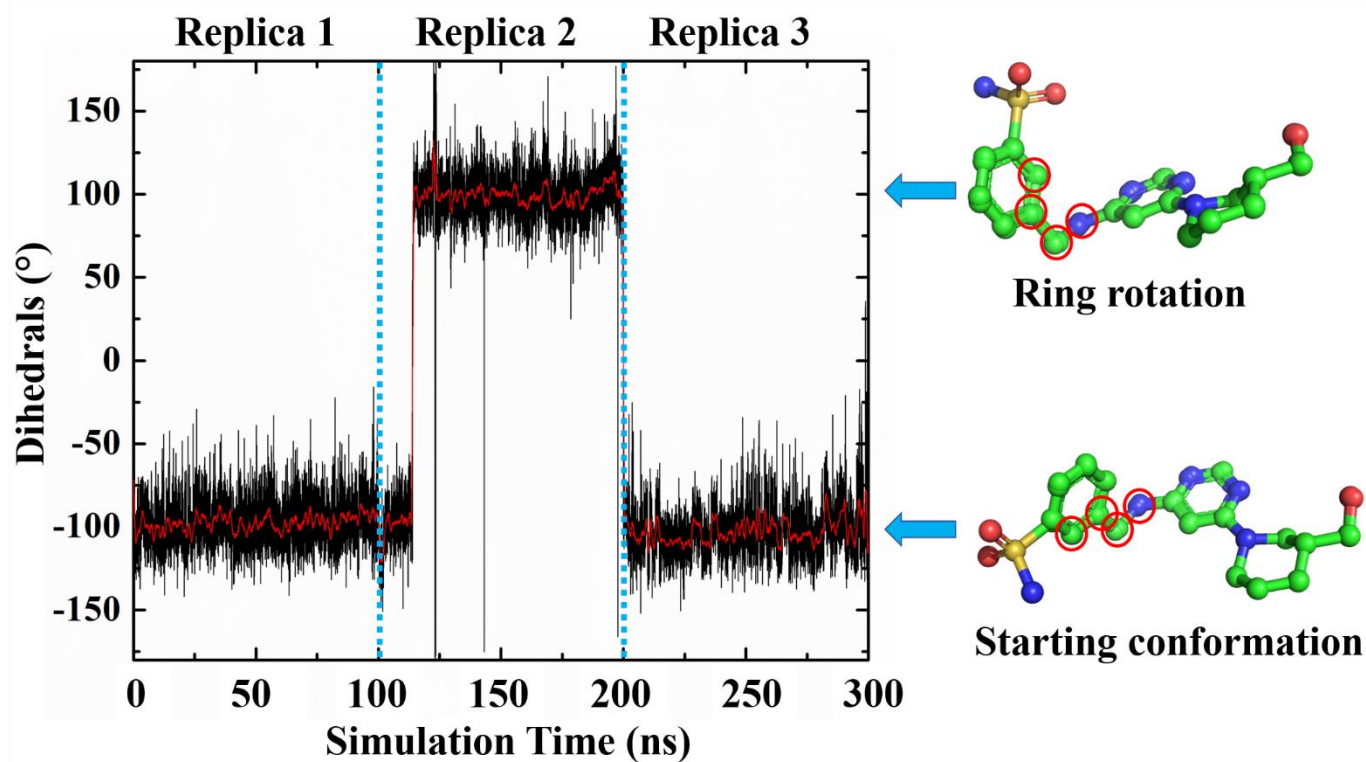 Replica 1 Replica 2 Replica 3
150
100
50
0
-50
-100
-150
Dihedrals (°)
0 50 100 150 200 250 300
Simulation Time (ns)
Ring rotation
Starting conformation